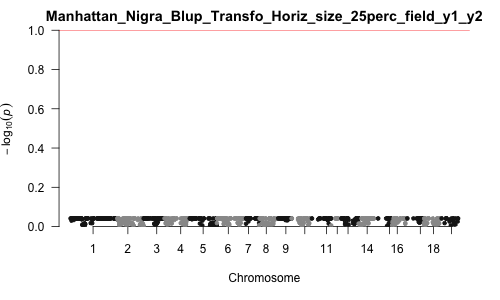 Manhattan_Nigra_Blup_Transfo_Horiz_size_25perc_field_y1_y2
1.0
0.8
0.6
0.4
0.2
0.0
− log10(p)
1 2 3 4 5 6 7 8 9 11 14 16 18
Chromosome